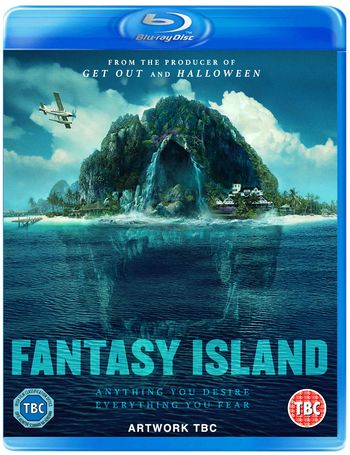 Blu-ray Disc
FROM THE PRODUCER OF
GET OUT AND HALLOWEEN
FANTASY ISLAND
ANYTHING YOU DESIRE
EVERYTHING YOU FEAR
TBC
TBC
ARTWORK TBC